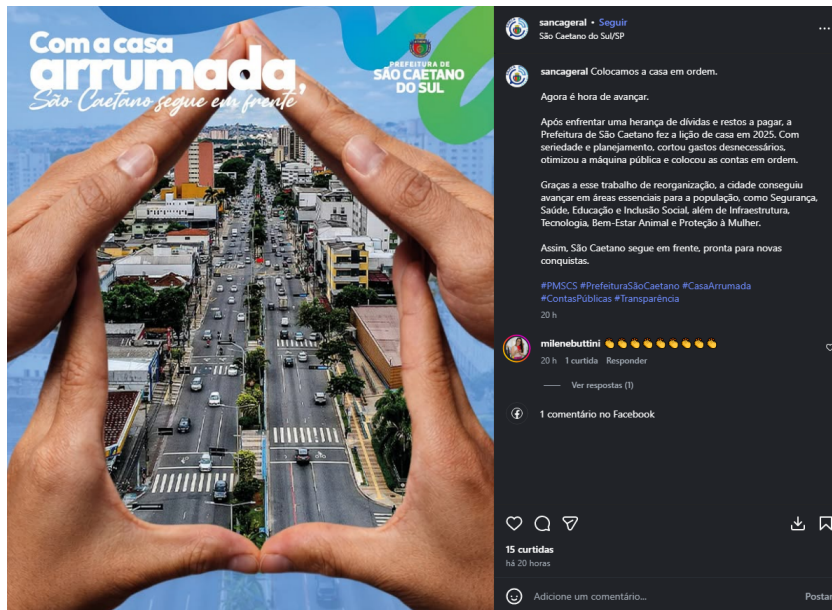 Com a casa
arrumada,
São Caetano segue em frente
PREFEITURA DE
SÃO CAETANO
DO SUL
sancageral • Seguir
São Caetano do Sul/SP
sancageral Colocamos a casa em ordem.
Agora é hora de avançar.
Após enfrentar uma herança de dívidas e restos a pagar, a
Prefeitura de São Caetano fez a lição de casa em 2025. Com
seriedade e planejamento, cortou gastos desnecessários,
otimizou a máquina pública e colocou as contas em ordem.
Graças a esse trabalho de reorganização, a cidade conseguiu
avançar em áreas essenciais para a população, como Segurança,
Saúde, Educação e Inclusão Social, além de Infraestrutura,
Tecnologia, Bem-Estar Animal e Proteção à Mulher.
Assim, São Caetano segue em frente, pronta para novas
conquistas.
#PMSCS #PrefeituraSãoCaetano #CasaArrumada
#ContasPúblicas #Transparência
20 h
milenebuttini 👏👏👏👏👏👏👏👏👏
20 h 1 curtida Responder
Ver respostas (1)
1 comentário no Facebook
15 curtidas
há 20 horas
Adicione um comentário...
Postar